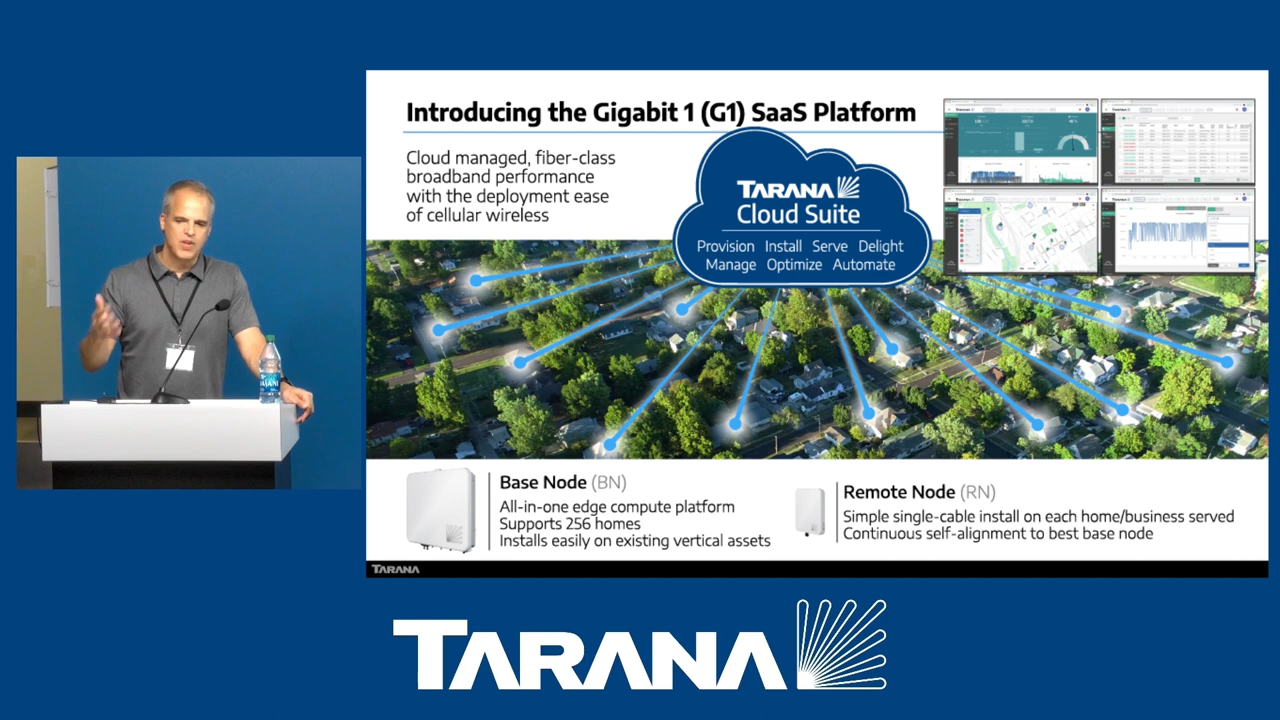 Introducing the Gigabit 1 (G1) SaaS Platform
Cloud managed, fiber-class
broadband performance
with the deployment ease
of cellular wireless
TARANA
Cloud Suite
Provision Install Serve Delight
Manage Optimize Automate
Base Node (BN)
All-in-one edge compute platform
Supports 256 homes
Installs easily on existing vertical assets
Remote Node (RN)
Simple single-cable install on each home/business served
Continuous self-alignment to best base node
TARANA
TARANA